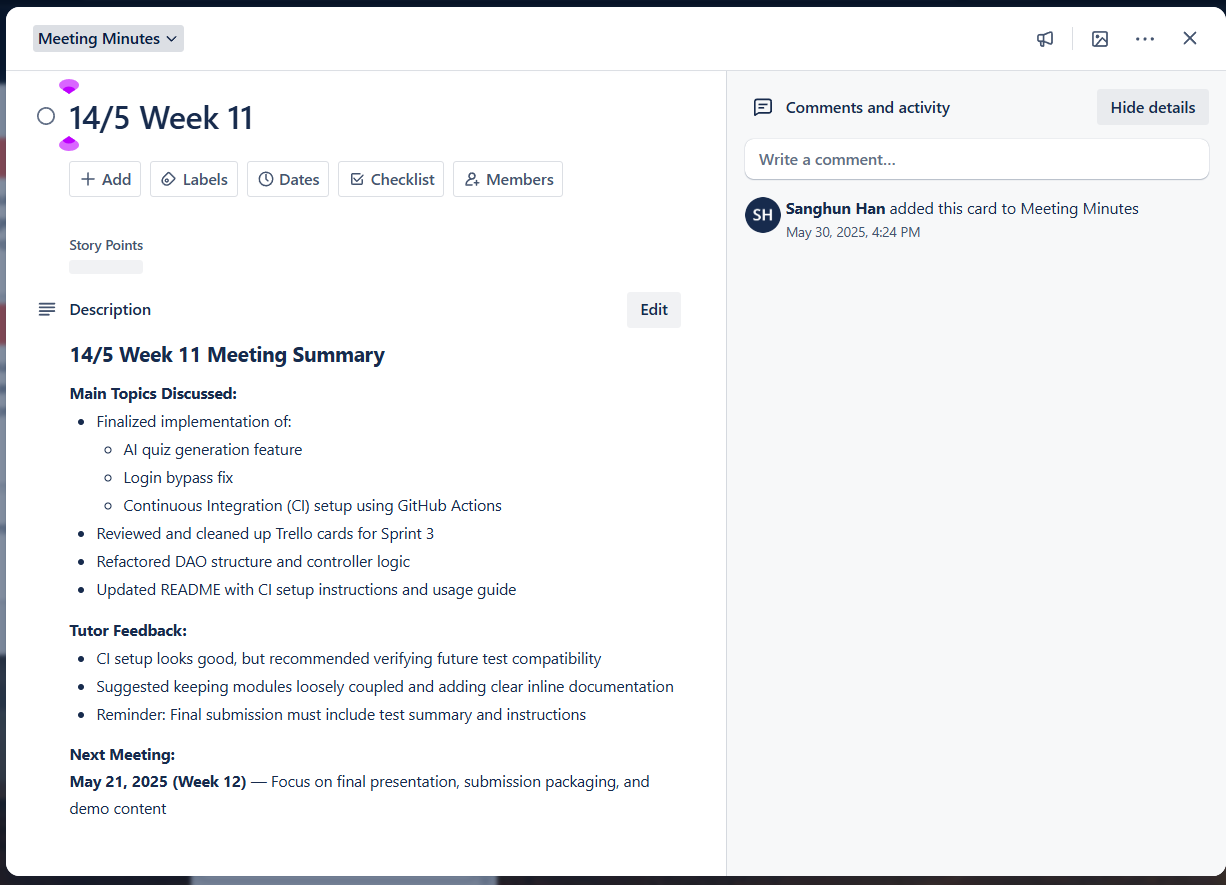 Meeting Minutes
14/5 Week 11
Add
Labels
Dates
Checklist
Members
Story Points
Description
Edit
14/5 Week 11 Meeting Summary
Main Topics Discussed:
• Finalized implementation of:
◦ AI quiz generation feature
◦ Login bypass fix
◦ Continuous Integration (CI) setup using GitHub Actions
• Reviewed and cleaned up Trello cards for Sprint 3
• Refactored DAO structure and controller logic
• Updated README with CI setup instructions and usage guide
Tutor Feedback:
• CI setup looks good, but recommended verifying future test compatibility
• Suggested keeping modules loosely coupled and adding clear inline documentation
• Reminder: Final submission must include test summary and instructions
Next Meeting:
May 21, 2025 (Week 12) — Focus on final presentation, submission packaging, and
demo content
Comments and activity
Hide details
Write a comment...
SH
Sanghun Han added this card to Meeting Minutes
May 30, 2025, 4:24 PM